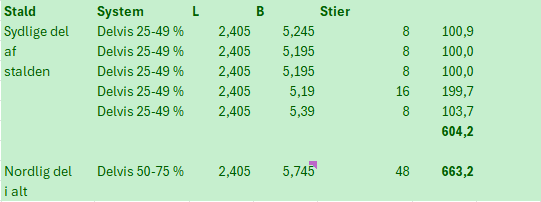 Stald System L B Stier
Sydlige del Delvis 25-49 % 2,405 5,245 8 100,9
af Delvis 25-49 % 2,405 5,195 8 100,0
stalden Delvis 25-49 % 2,405 5,195 8 100,0
Delvis 25-49 % 2,405 5,19 16 199,7
Delvis 25-49 % 2,405 5,39 8 103,7
604,2
Nordlig del Delvis 50-75 % 2,405 5,745 48 663,2
i alt